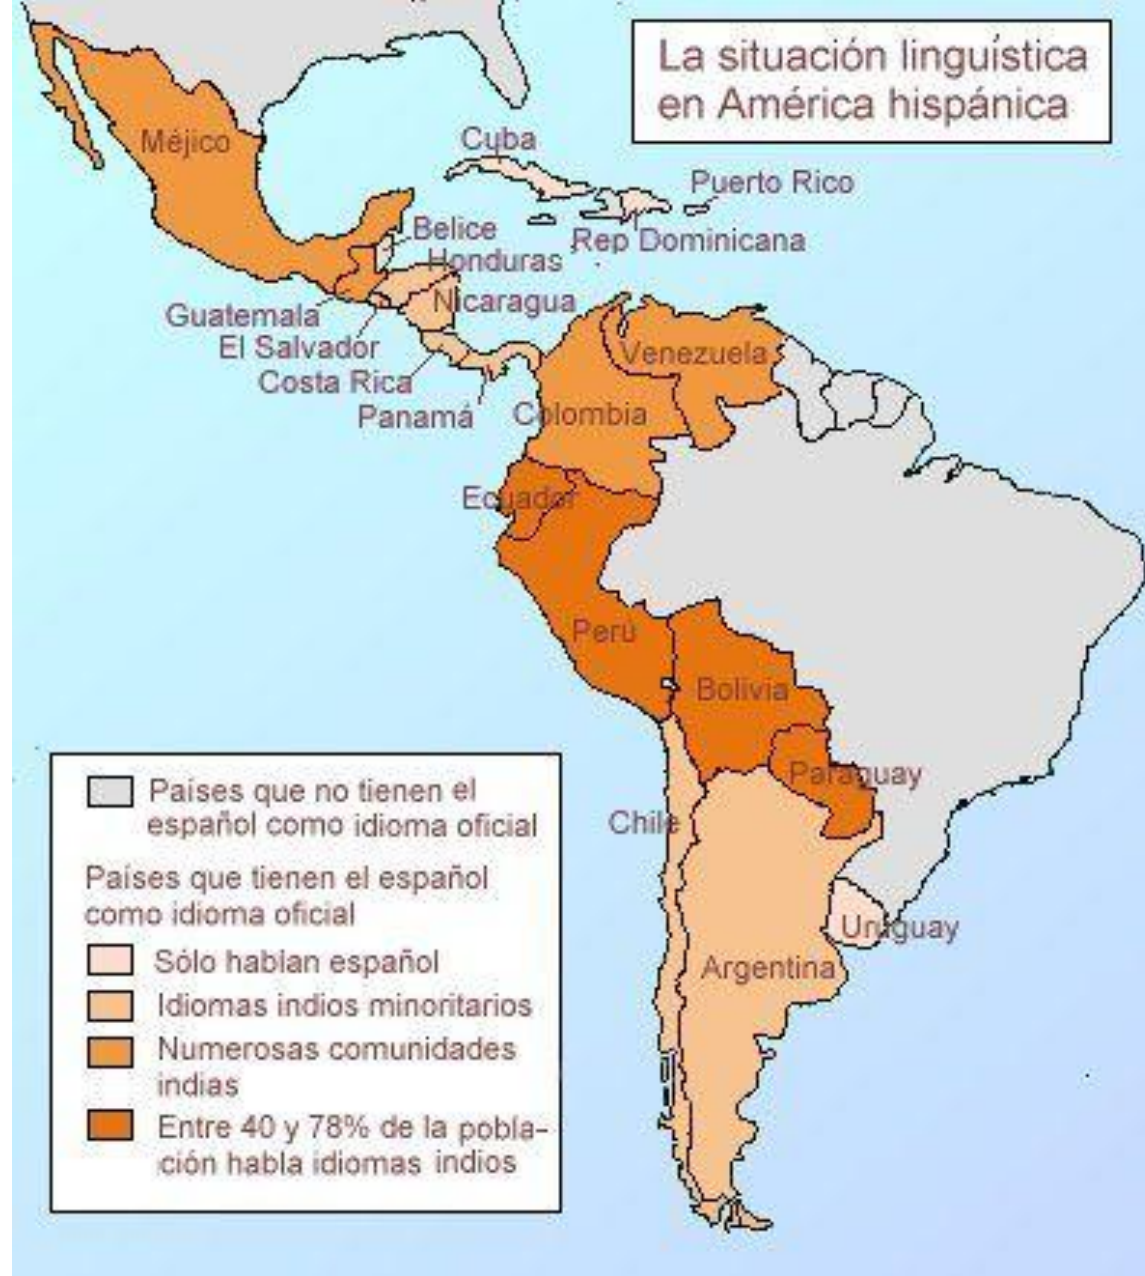 La situación linguística
en América hispánica
Méjico
Cuba
Puerto Rico
Belice
Rep Dominicana
Honduras
Nicaragua
Guatemala
El Salvador
Costa Rica
Panamá
Venezuela
Colombia
Ecuador
Perú
Bolivia
Paraguay
Chile
Uruguay
Argentina
Países que no tienen el
español como idioma oficial
Países que tienen el español
como idioma oficial
Sólo hablan español
Idiomas indios minoritarios
Numerosas comunidades
indias
Entre 40 y 78% de la pobla-
ción habla idiomas indios